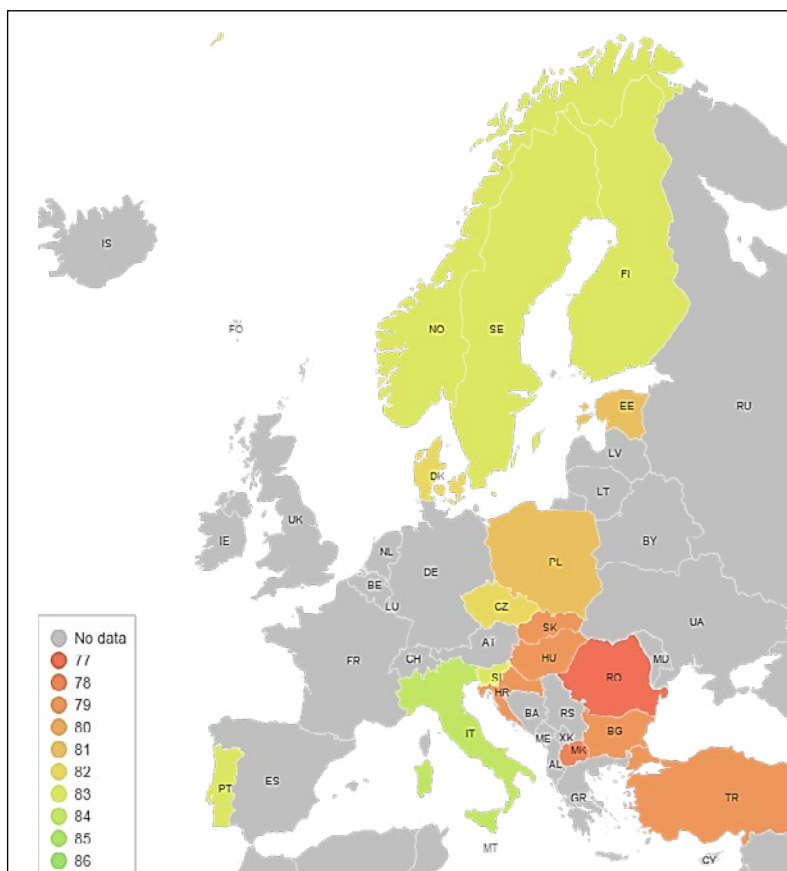 IS
FO
NO
SE
FI
RU
EE
LV
LT
DK
BY
IE
UK
NL
BE
LU
DE
PL
CZ
UA
SK
AT
CH
FR
HU
MD
RO
SI
HR
BA
RS
ME
XK
BG
MK
AL
IT
PT
ES
GR
TR
MT
CY
No data
77
78
79
80
81
82
83
84
85
86